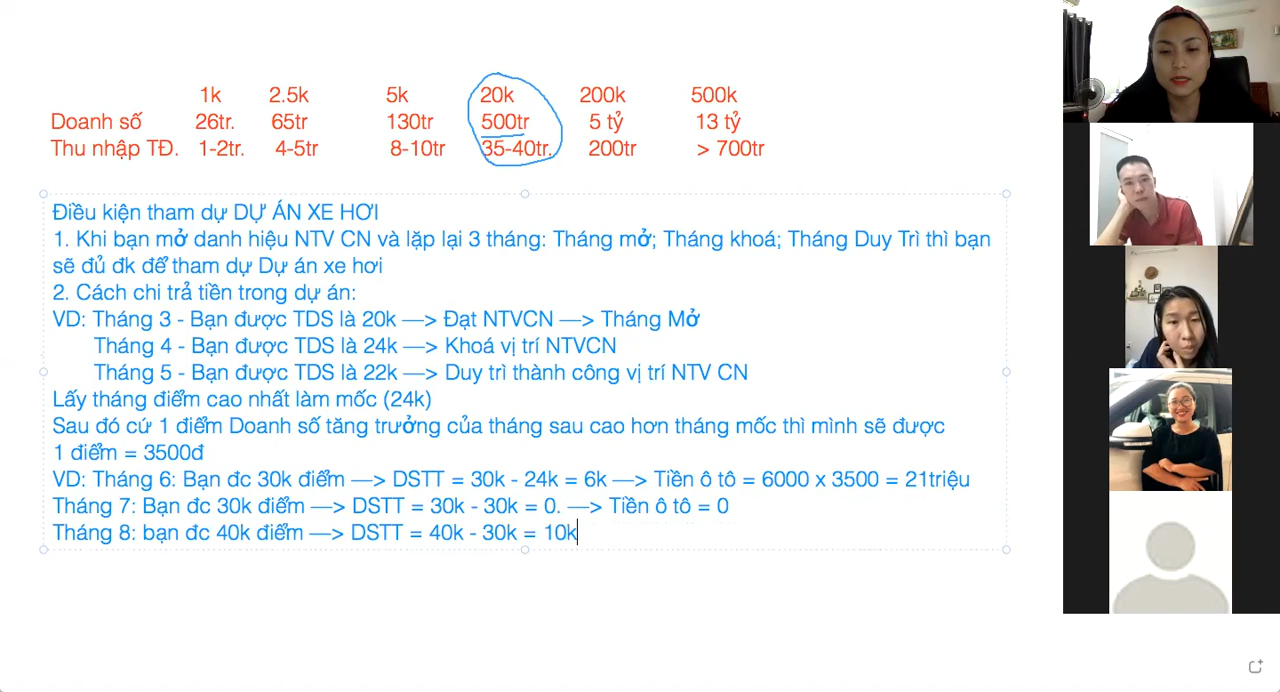 1k 2.5k 5k 20k 200k 500k
Doanh số 26tr. 65tr 130tr 500tr 5 tỷ 13 tỷ
Thu nhập TĐ. 1-2tr. 4-5tr 8-10tr 35-40tr. 200tr > 700tr
Điều kiện tham dự DỰ ÁN XE HƠI
1. Khi bạn mở danh hiệu NTV CN và lặp lại 3 tháng: Tháng mở; Tháng khoá; Tháng Duy Trì thì bạn
sẽ đủ đk để tham dự Dự án xe hơi
2. Cách chi trả tiền trong dự án:
VD: Tháng 3 - Bạn được TDS là 20k —> Đạt NTVCN —> Tháng Mở
Tháng 4 - Bạn được TDS là 24k —> Khoá vị trí NTVCN
Tháng 5 - Bạn được TDS là 22k —> Duy trì thành công vị trí NTV CN
Lấy tháng điểm cao nhất làm mốc (24k)
Sau đó cứ 1 điểm Doanh số tăng trưởng của tháng sau cao hơn tháng mốc thì mình sẽ được
1 điểm = 3500đ
VD: Tháng 6: Bạn đc 30k điểm —> DSTT = 30k - 24k = 6k —> Tiền ô tô = 6000 x 3500 = 21triệu
Tháng 7: Bạn đc 30k điểm —> DSTT = 30k - 30k = 0. —> Tiền ô tô = 0
Tháng 8: bạn đc 40k điểm —> DSTT = 40k - 30k = 10k